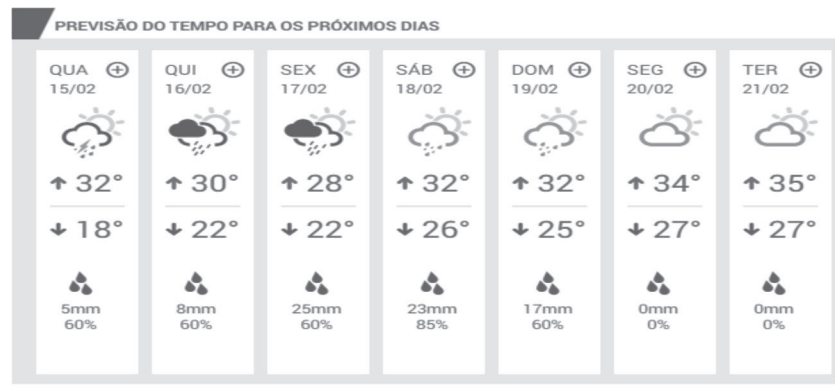 PREVISÃO DO TEMPO PARA OS PRÓXIMOS DIAS
QUA
15/02
32°
18°
5mm
60%
QUI
16/02
30°
22°
8mm
60%
SEX
17/02
28°
22°
25mm
60%
SÁB
18/02
32°
26°
23mm
85%
DOM
19/02
32°
25°
17mm
60%
SEG
20/02
34°
27°
0mm
0%
TER
21/02
35°
27°
0mm
0%